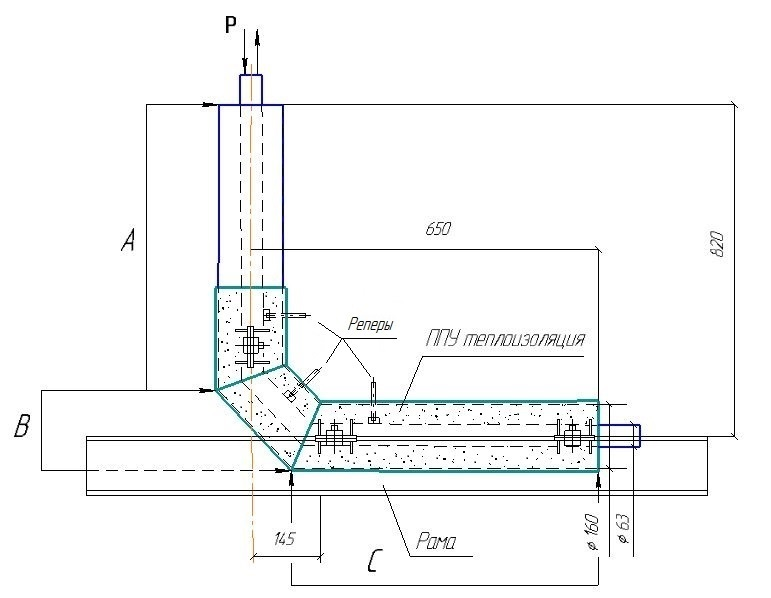 P
A
650
820
Реперы
ППУ теплоизоляция
B
145
Рама
C
ϕ 160
ϕ 63